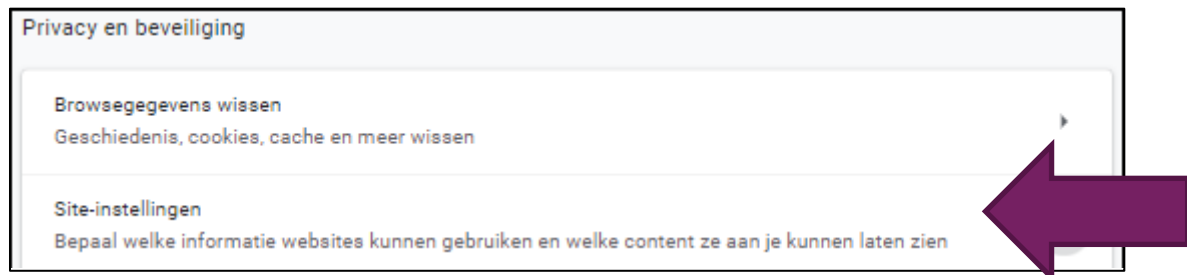 Privacy en beveiliging
Browsegegevens wissen
Geschiedenis, cookies, cache en meer wissen
Site-instellingen
Bepaal welke informatie websites kunnen gebruiken en welke content ze aan je kunnen laten zien